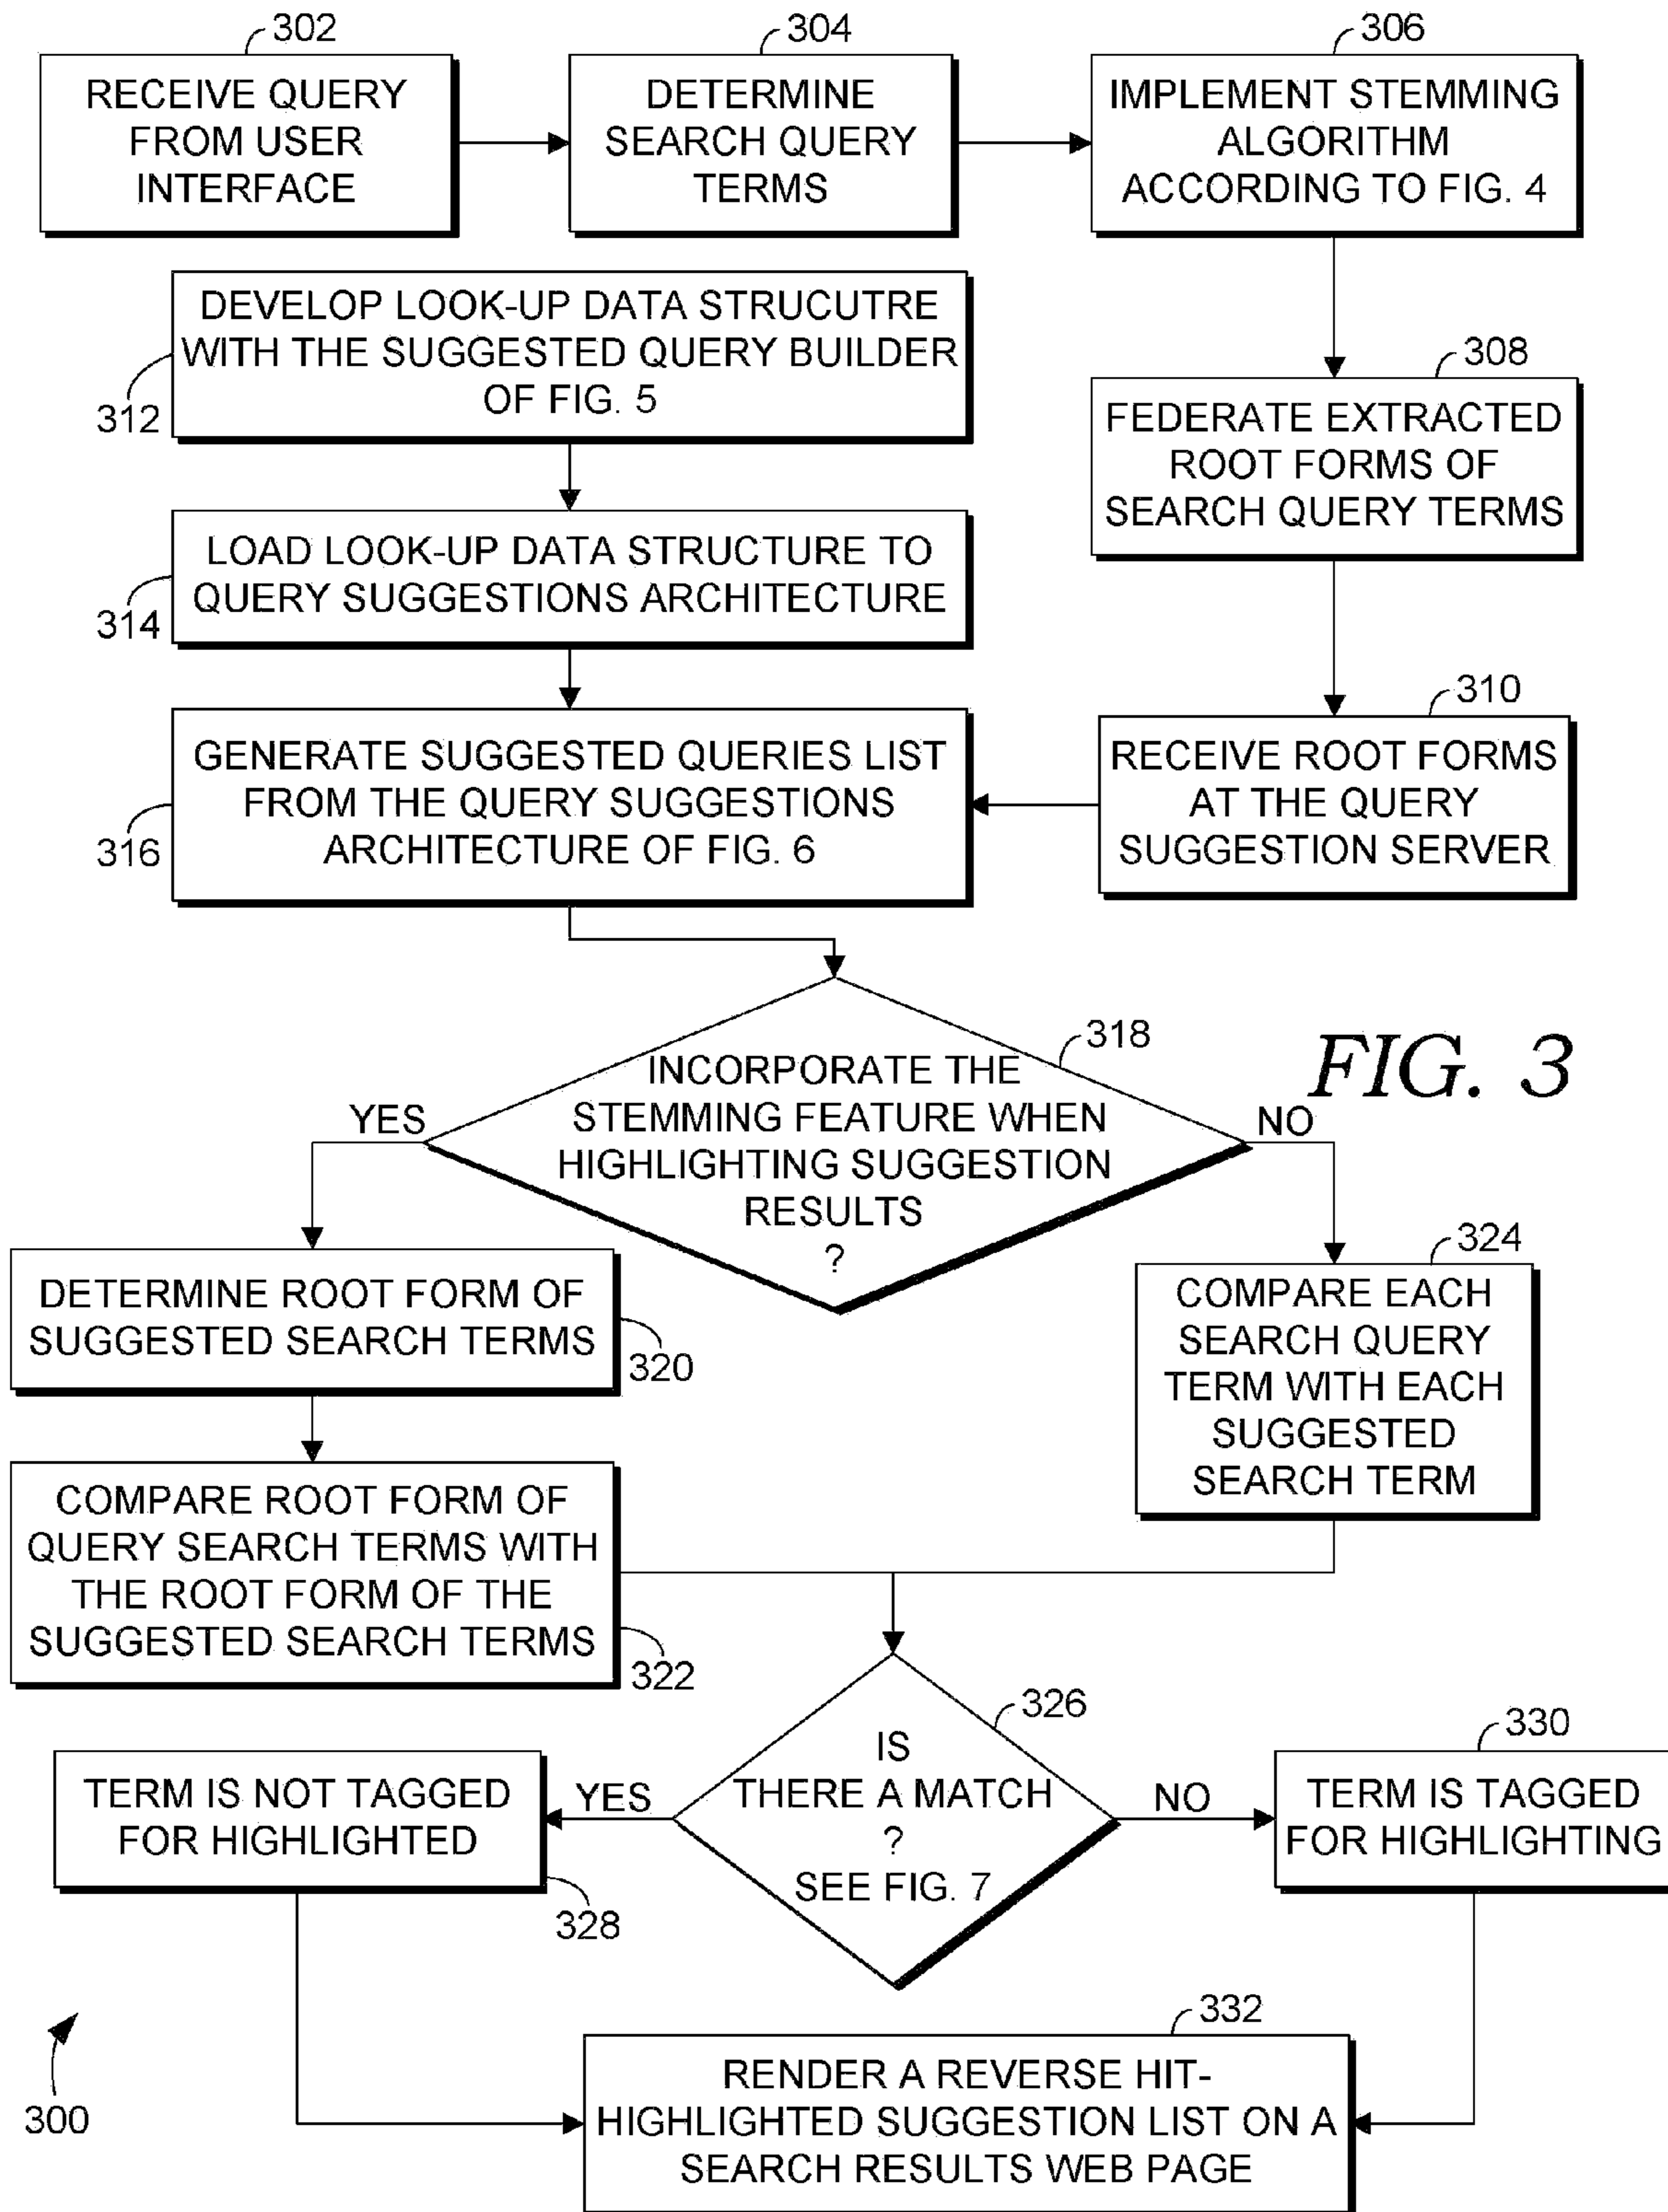 302
RECEIVE QUERY
FROM USER
INTERFACE
304
DETERMINE
SEARCH QUERY
TERMS
306
IMPLEMENT STEMMING
ALGORITHM
ACCORDING TO FIG. 4
312
DEVELOP LOOK-UP DATA STRUCUTRE
WITH THE SUGGESTED QUERY BUILDER
OF FIG. 5
308
FEDERATE EXTRACTED
ROOT FORMS OF
SEARCH QUERY TERMS
314
LOAD LOOK-UP DATA STRUCTURE TO
QUERY SUGGESTIONS ARCHITECTURE
310
RECEIVE ROOT FORMS
AT THE QUERY
SUGGESTION SERVER
316
GENERATE SUGGESTED QUERIES LIST
FROM THE QUERY SUGGESTIONS
ARCHITECTURE OF FIG. 6
318
INCORPORATE THE
STEMMING FEATURE WHEN
HIGHLIGHTING SUGGESTION
RESULTS
?
FIG. 3
YES
NO
DETERMINE ROOT FORM OF
SUGGESTED SEARCH TERMS
320
324
COMPARE EACH
SEARCH QUERY
TERM WITH EACH
SUGGESTED
SEARCH TERM
COMPARE ROOT FORM OF
QUERY SEARCH TERMS WITH
THE ROOT FORM OF THE
SUGGESTED SEARCH TERMS
322
326
IS
THERE A MATCH
?
SEE FIG. 7
YES
NO
TERM IS NOT TAGGED
FOR HIGHLIGHTED
328
330
TERM IS TAGGED
FOR HIGHLIGHTING
332
RENDER A REVERSE HIT-
HIGHLIGHTED SUGGESTION LIST ON A
SEARCH RESULTS WEB PAGE
300